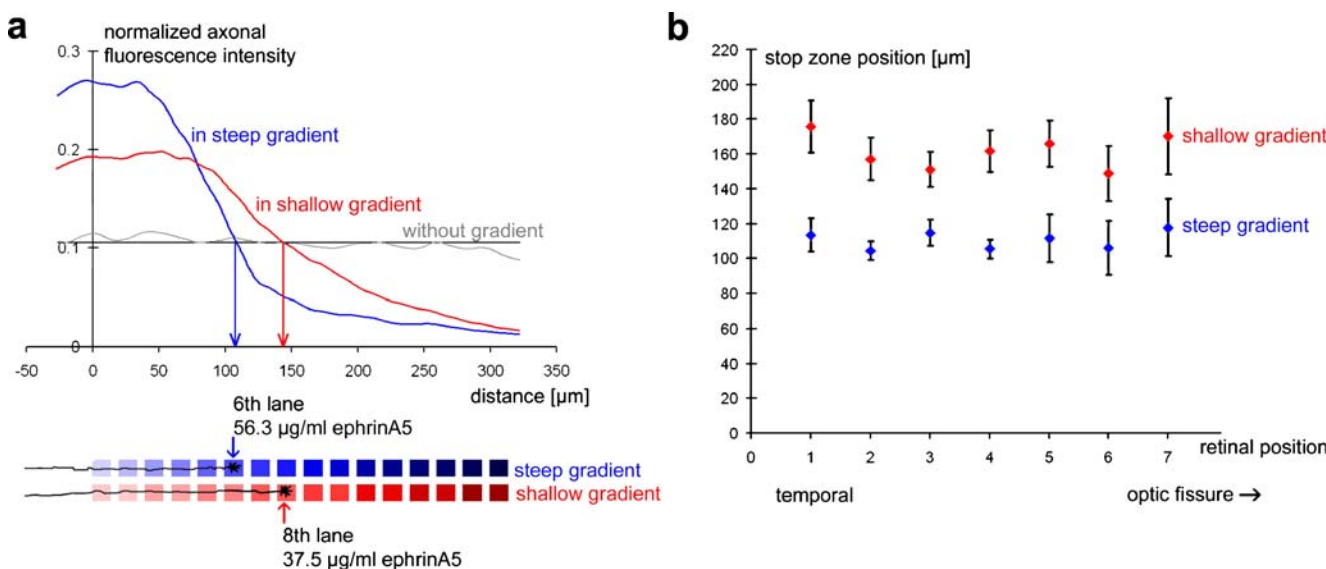 a
normalized axonal
fluorescence intensity
0.3
in steep gradient
0.2
in shallow gradient
without gradient
0.1
0
-50 0 50 100 150 200 250 300 350
distance [µm]
6th lane
56.3 µg/ml ephrinA5
steep gradient
shallow gradient
8th lane
37.5 µg/ml ephrinA5
b
stop zone position [µm]
220
200
180
160
140
120
100
80
60
40
20
0
shallow gradient
steep gradient
retinal position
0 1 2 3 4 5 6 7
temporal
optic fissure →